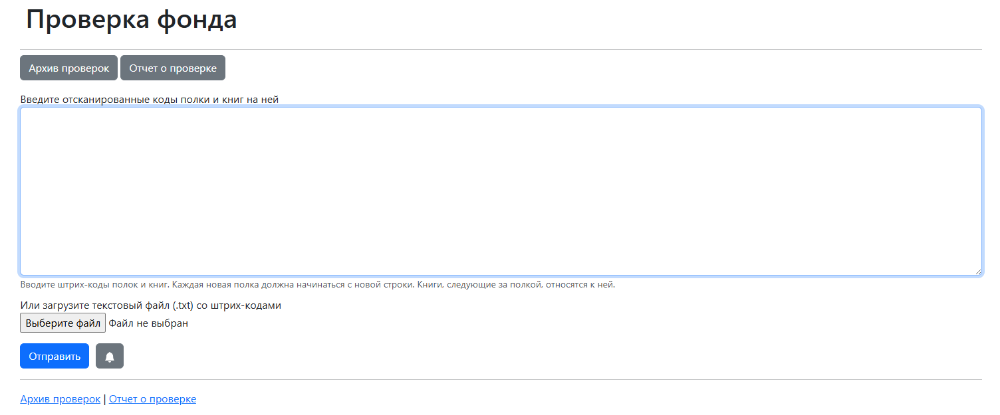 Проверка фонда
Архив проверок Отчет о проверке
Введите отсканированные коды полки и книг на ней
Вводите штрих-коды полок и книг. Каждая новая полка должна начинаться с новой строки. Книги, следующие за полкой, относятся к ней.
Или загрузите текстовый файл (.txt) со штрих-кодами
Выберите файл Файл не выбран
Отправить
Архив проверок | Отчет о проверке